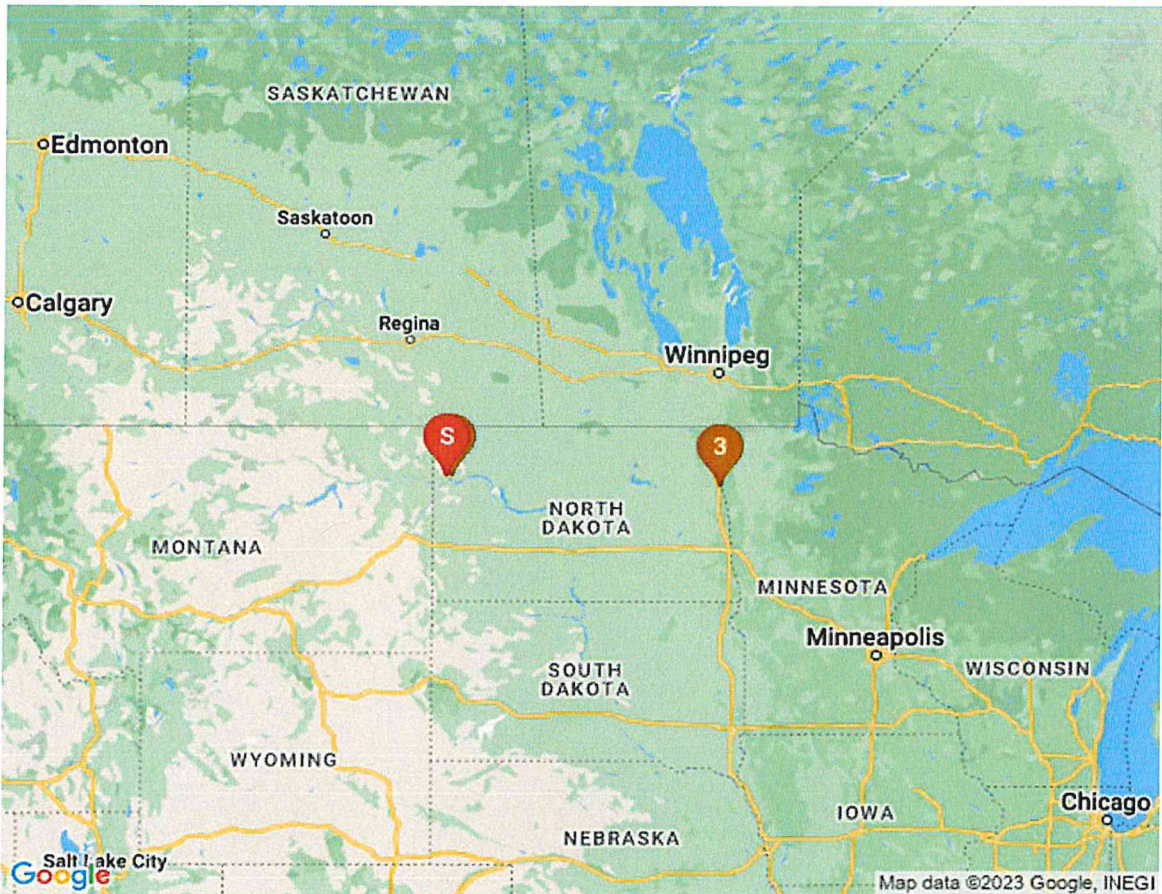 SASKATCHEWAN
Edmonton
Saskatoon
Calgary
Regina
Winnipeg
S
3
NORTH
DAKOTA
MONTANA
MINNESOTA
Minneapolis
SOUTH
DAKOTA
WISCONSIN
WYOMING
Chicago
IOWA
NEBRASKA
Salt Lake City
Google
Map data ©2023 Google, INEGI